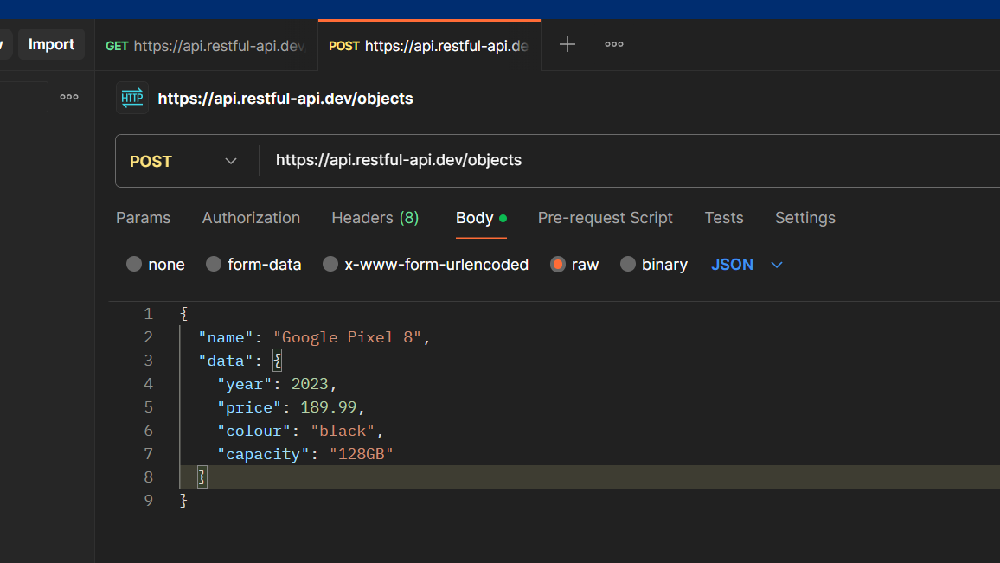 Import
GET https://api.restful-api.dev
POST https://api.restful-api.de
HTTP https://api.restful-api.dev/objects
POST https://api.restful-api.dev/objects
Params Authorization Headers (8) Body Pre-request Script Tests Settings
none form-data x-www-form-urlencoded raw binary JSON
1 {
2 "name": "Google Pixel 8",
3 "data": {
4 "year": 2023,
5 "price": 189.99,
6 "colour": "black",
7 "capacity": "128GB"
8 }
9 }